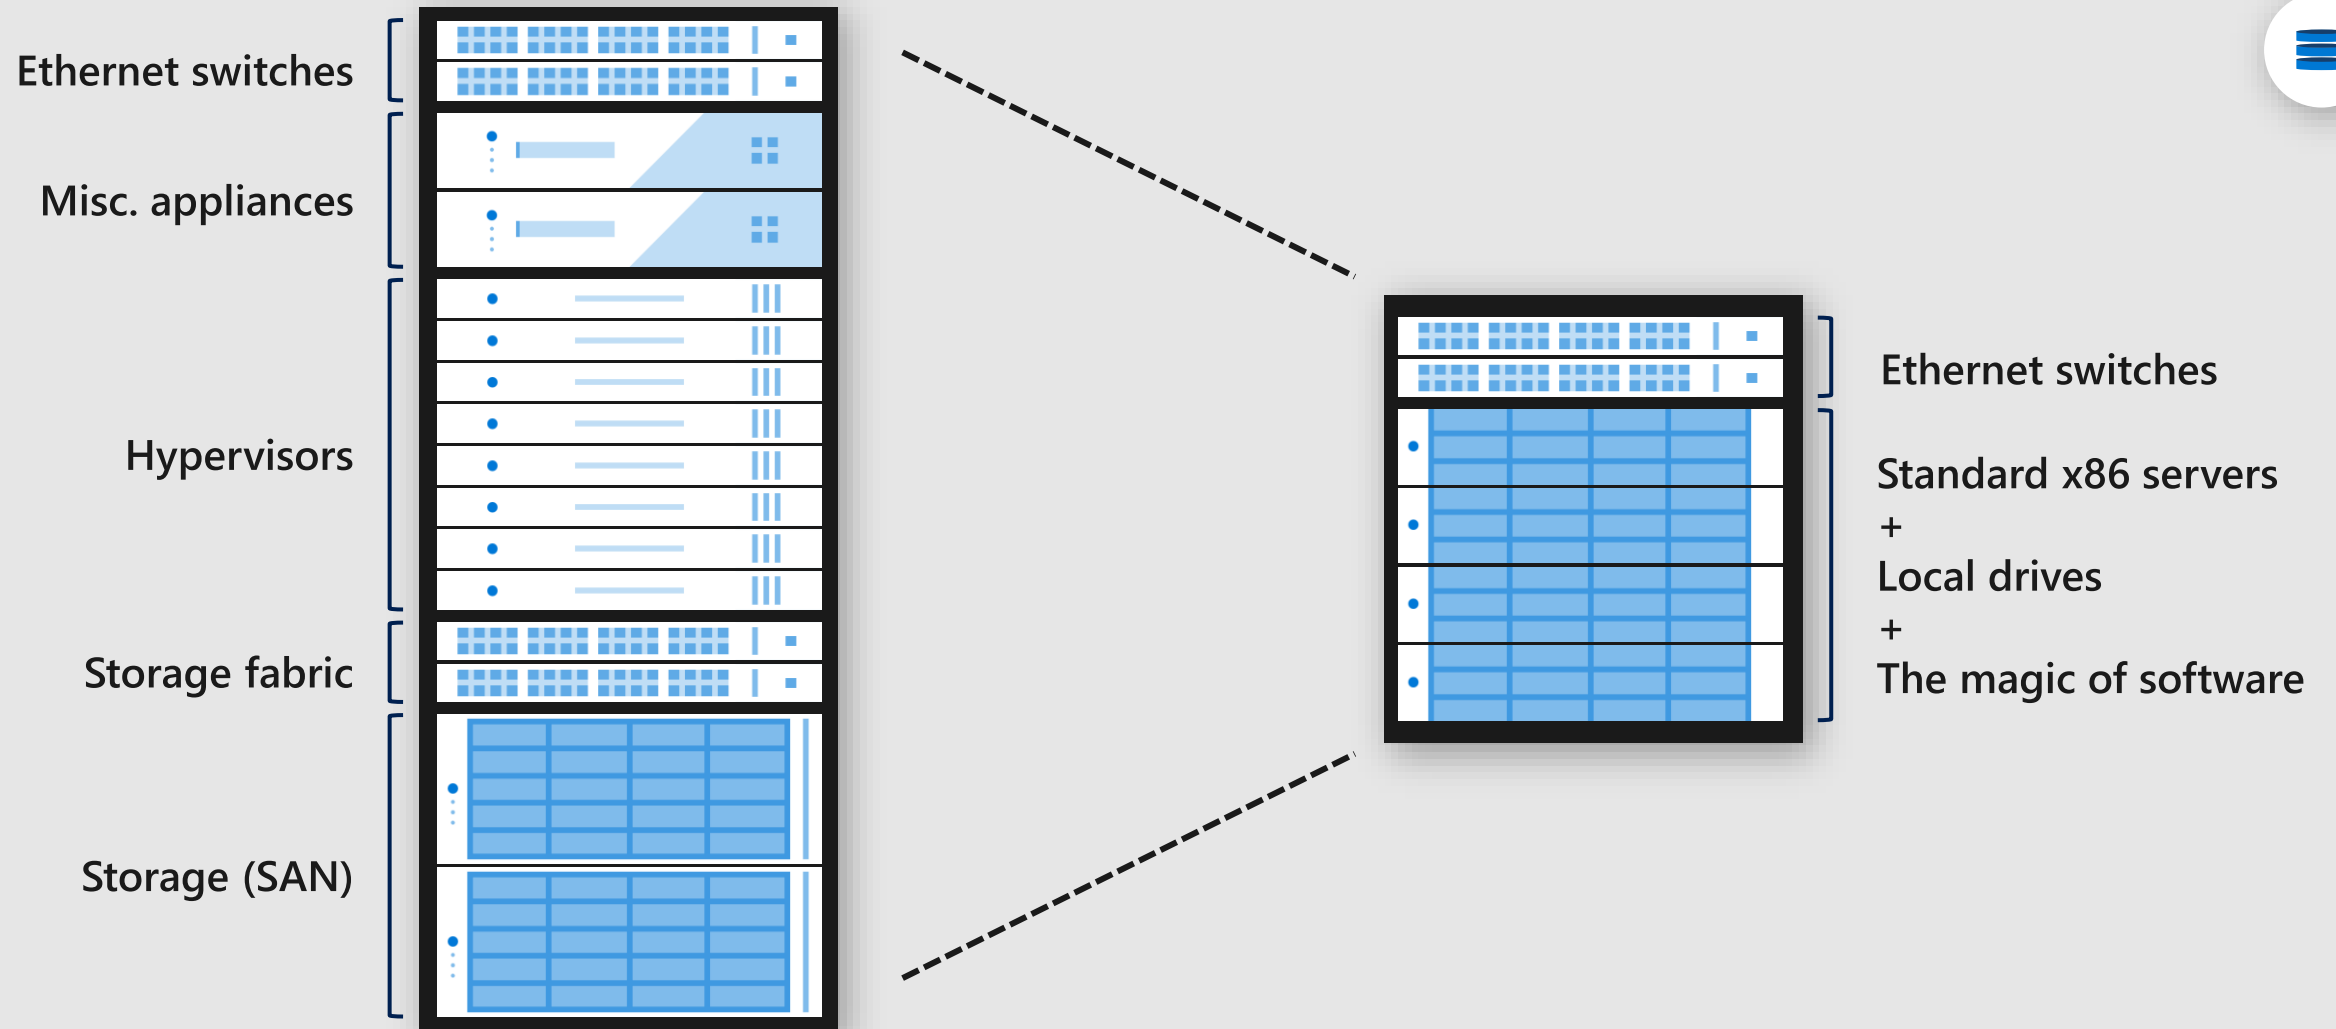 Ethernet switches
Misc. appliances
Hypervisors
Storage fabric
Storage (SAN)
Ethernet switches
Standard x86 servers
+
Local drives
+
The magic of software